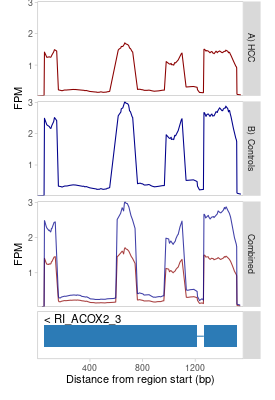 3
2
1
FPM
A) HCC
3
2
1
FPM
B) Controls
3
2
1
FPM
Combined
< RI_ACOX2_3
400 800 1200
Distance from region start (bp)